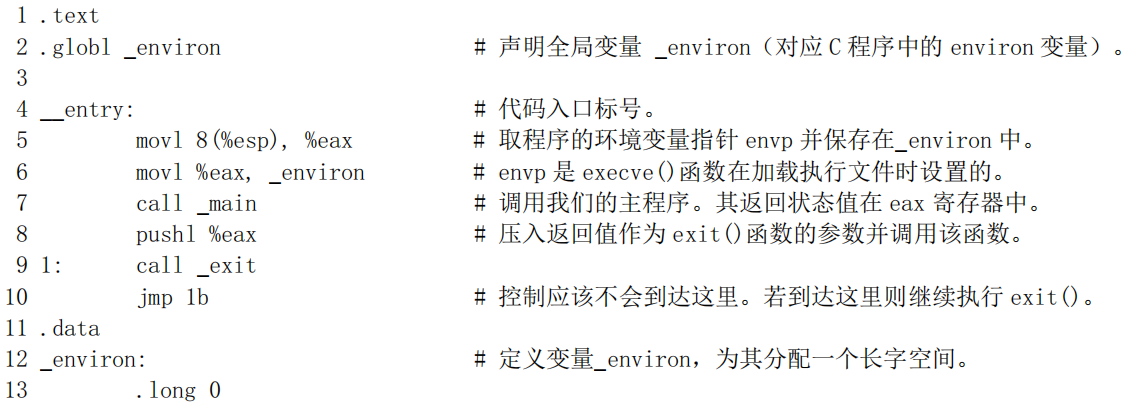 1 .text
2 .globl _environ # 声明全局变量 _environ（对应 C 程序中的 environ 变量）。
3
4 __entry: # 代码入口标号。
5 movl 8(%esp), %eax # 取程序的环境变量指针 envp 并保存在_environ 中。
6 movl %eax, _environ # envp 是 execve()函数在加载执行文件时设置的。
7 call _main # 调用我们的主程序。其返回状态值在 eax 寄存器中。
8 pushl %eax # 压入返回值作为 exit()函数的参数并调用该函数。
9 1: call _exit
10 jmp 1b # 控制应该不会到达这里。若到达这里则继续执行 exit()。
11 .data
12 _environ: # 定义变量_environ，为其分配一个长字空间。
13 .long 0